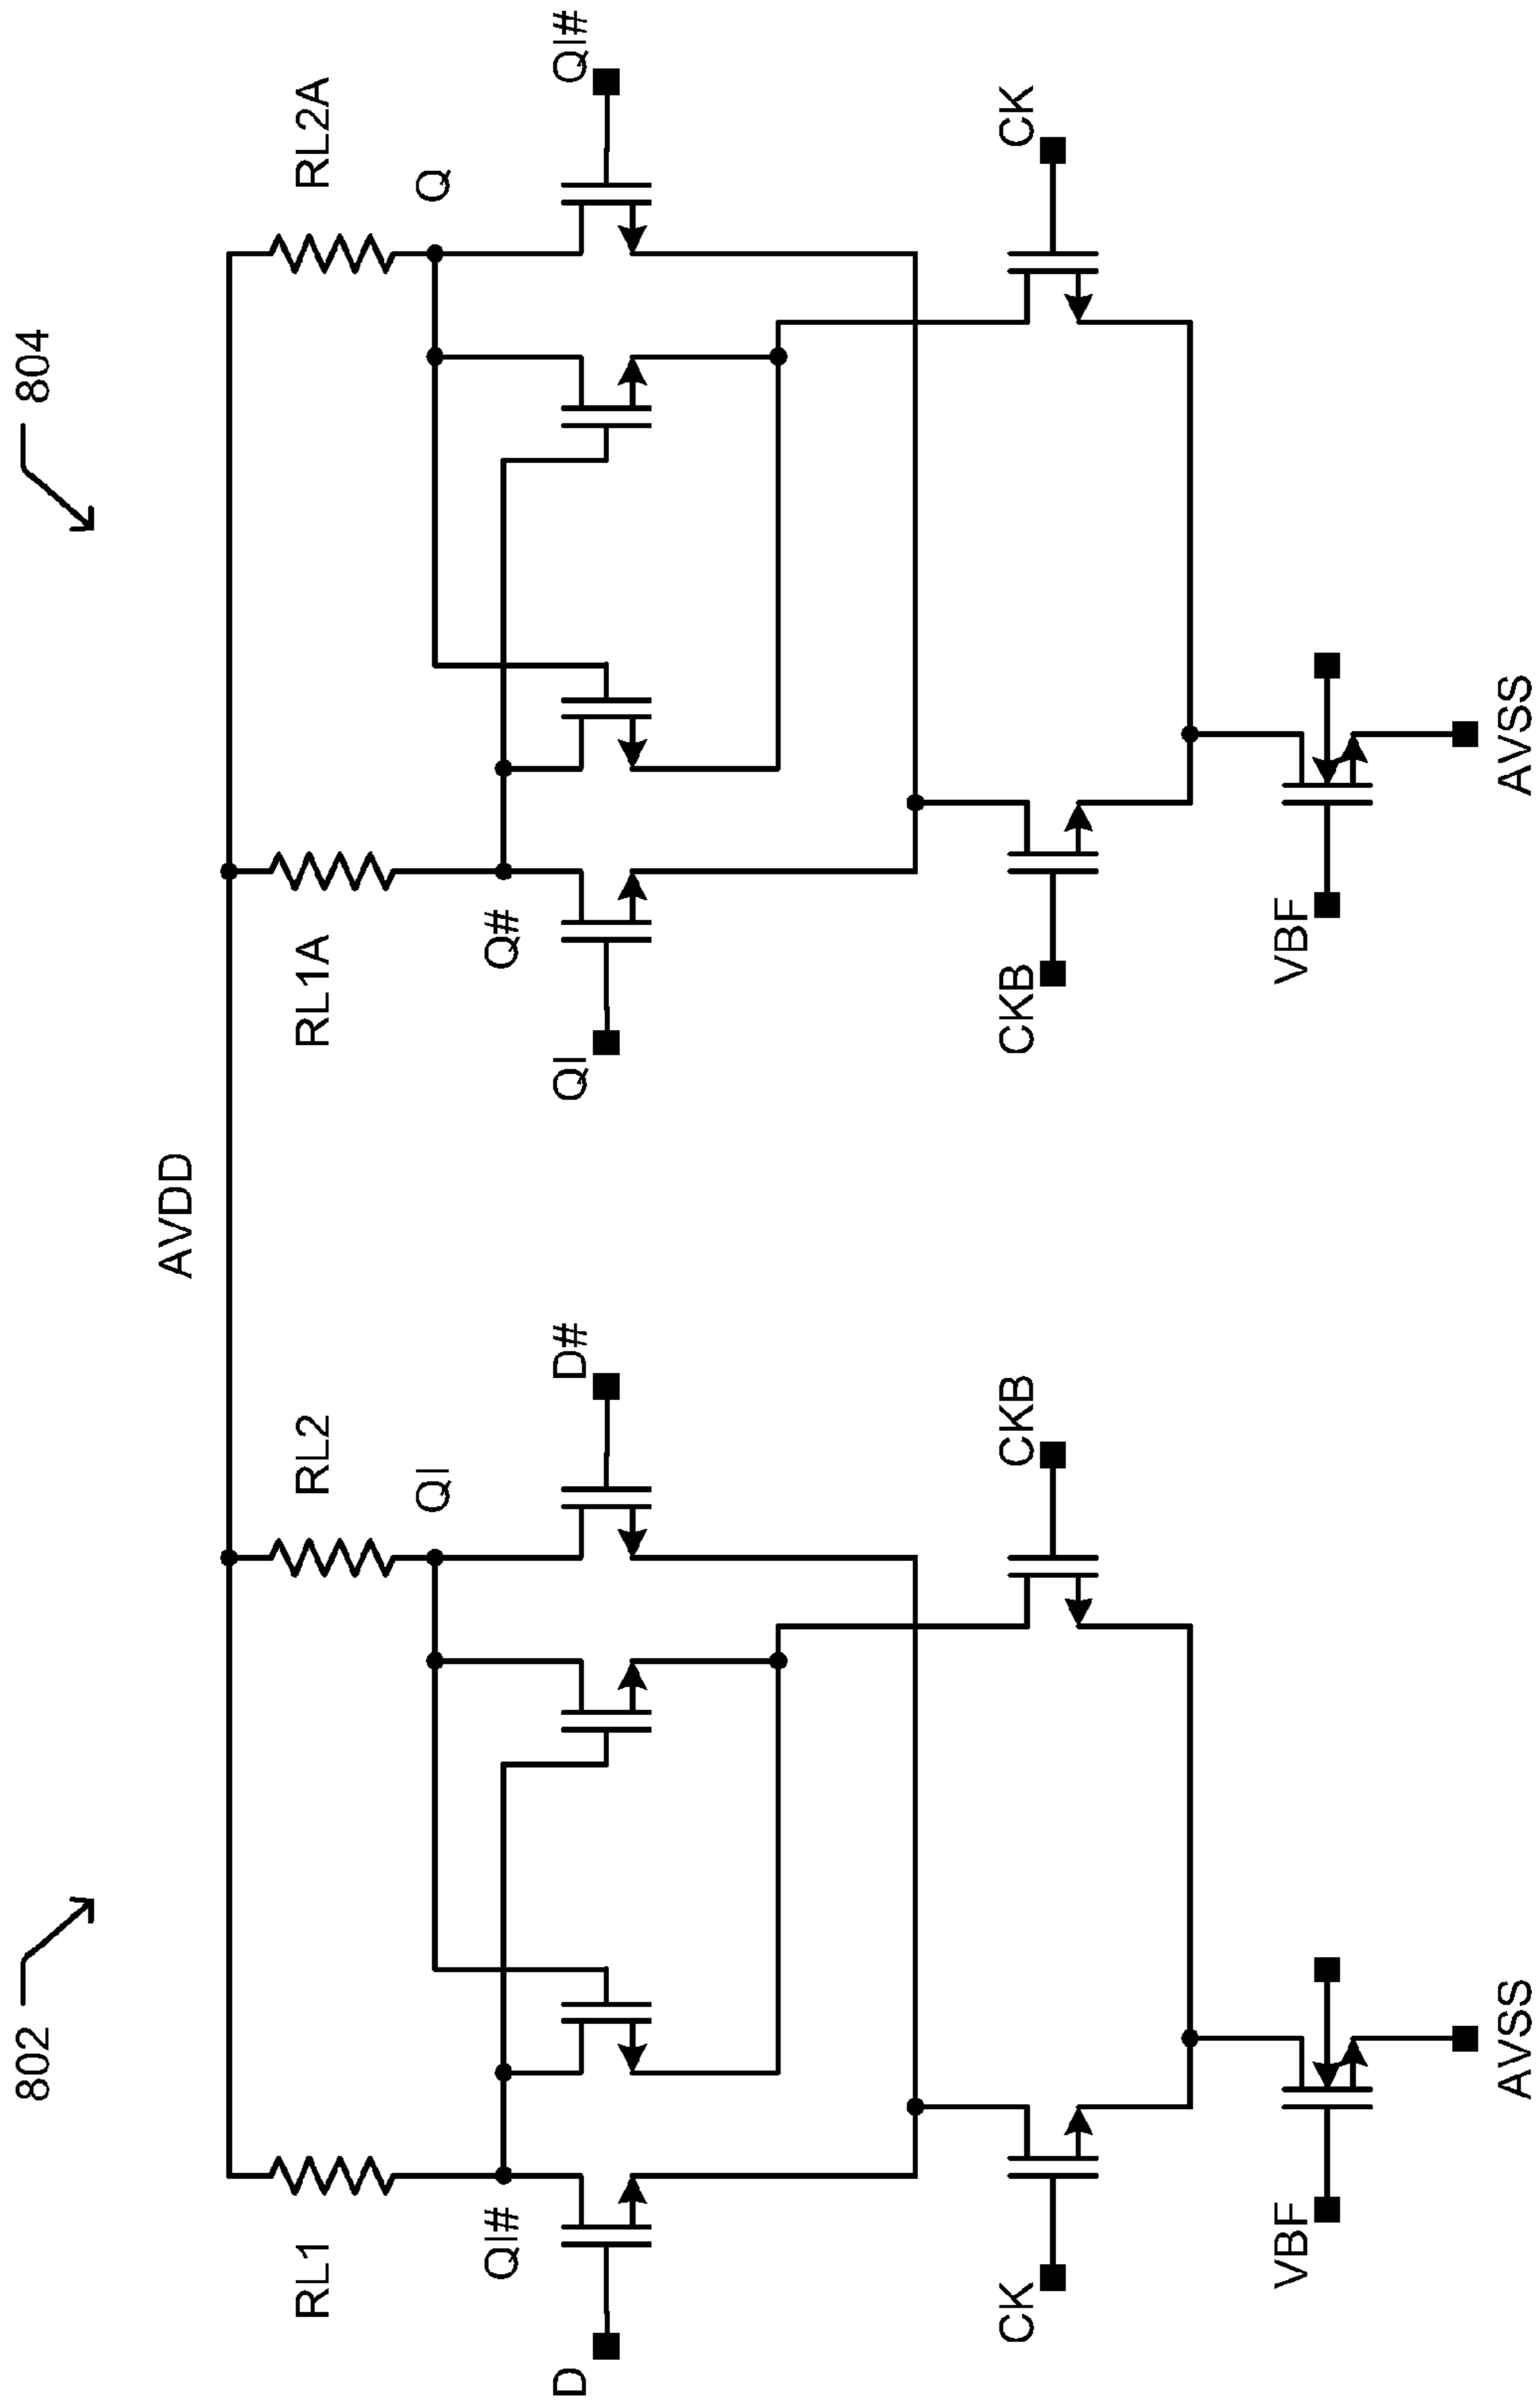 802
804
AVDD
RL1
RL2
RL1A
RL2A
QI
Q
QI#
Q#
D
D#
QI
QI#
CK
CKB
CKB
CK
VBF
VBF
AVSS
AVSS